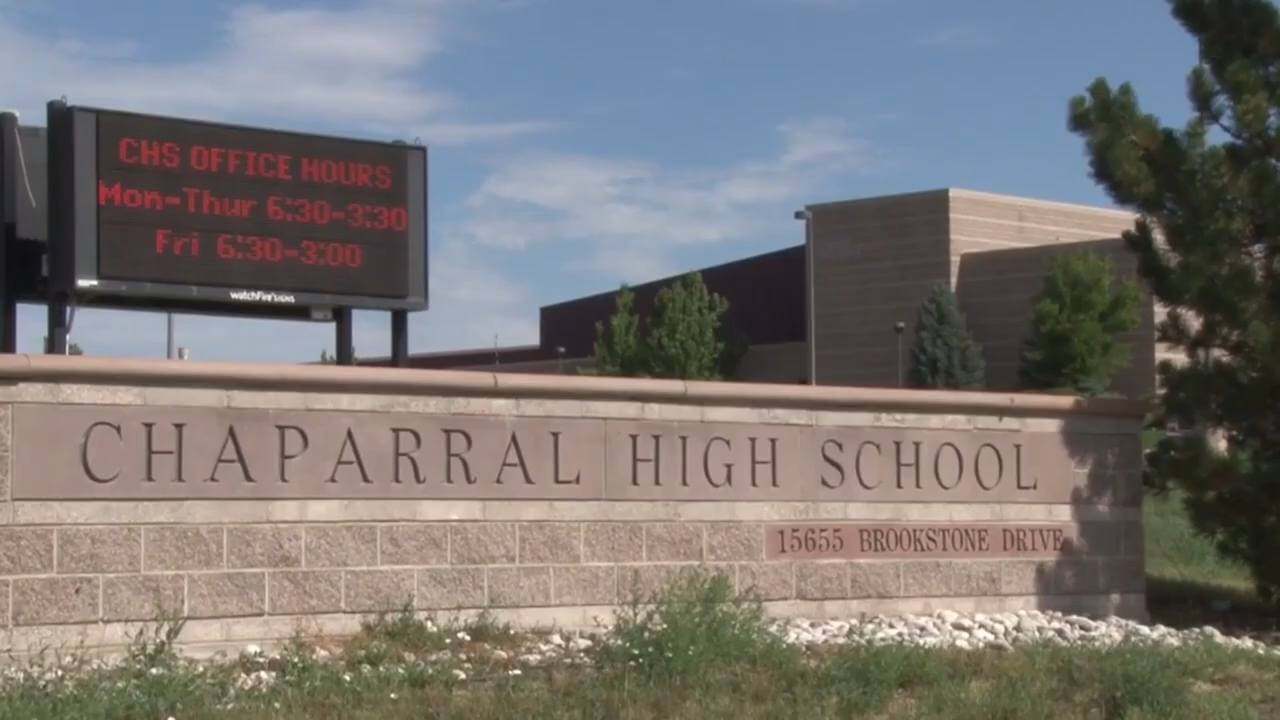 CHS OFFICE HOURS
Mon-Thur 6:30-3:30
Fri 6:30-3:00
watchFire SIGNS
CHAPARRAL HIGH SCHOOL
15655 BROOKSTONE DRIVE